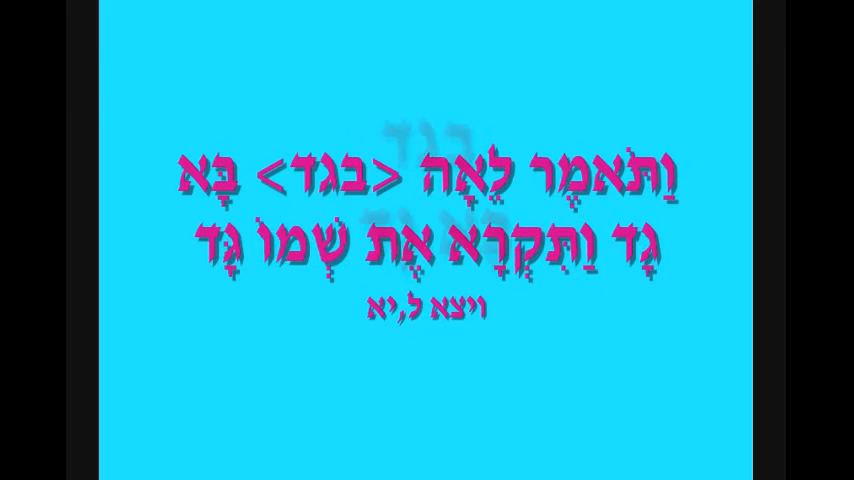 וַתֹּאמֶר לֵאָה <בגד> בָּא
גָד וַתִּקְרָא אֶת שְׁמוֹ גָּד
ויצא ל,יא